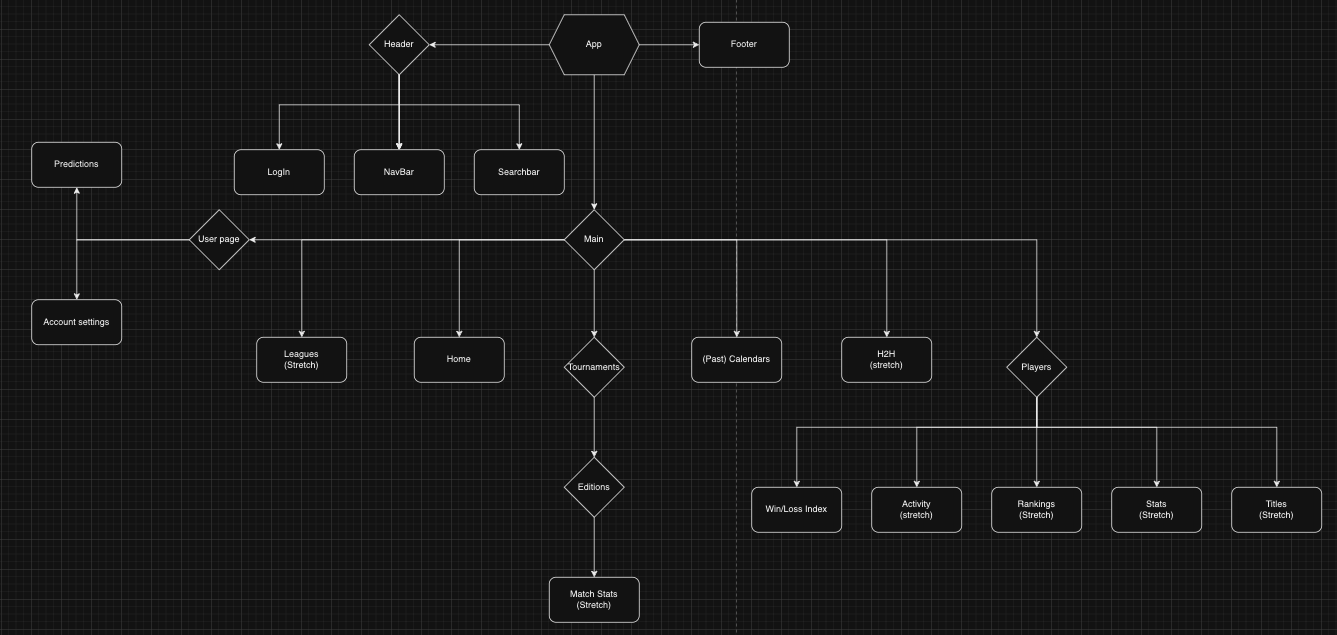 Header
App
Footer
Predictions
LogIn
NavBar
Searchbar
User page
Main
Account settings
Leagues
(Stretch)
Home
Tournaments
(Past) Calendars
H2H
(stretch)
Players
Editions
Win/Loss Index
Activity
(stretch)
Rankings
(Stretch)
Stats
(Stretch)
Titles
(Stretch)
Match Stats
(Stretch)